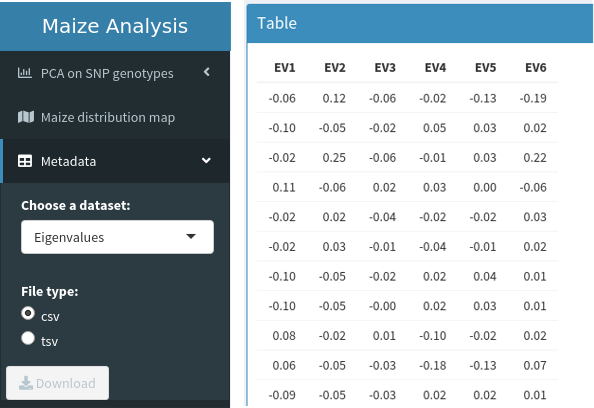 Maize Analysis
PCA on SNP genotypes
Maize distribution map
Metadata
Choose a dataset:
Eigenvalues
File type:
csv
tsv
Download
Table
EV1 EV2 EV3 EV4 EV5 EV6
-0.06 0.12 -0.06 -0.02 -0.13 -0.19
-0.10 -0.05 -0.02 0.05 0.03 0.02
-0.02 0.25 -0.06 -0.01 0.03 0.22
0.11 -0.06 0.02 0.03 0.00 -0.06
-0.02 0.02 -0.04 -0.02 -0.02 0.03
-0.02 0.03 -0.01 -0.04 -0.01 0.02
-0.10 -0.05 -0.02 0.02 0.04 0.01
-0.10 -0.05 -0.00 0.02 0.03 0.01
0.08 -0.02 0.01 -0.10 -0.02 0.02
0.06 -0.05 -0.03 -0.18 -0.13 0.07
-0.09 -0.05 -0.03 0.02 0.02 0.01